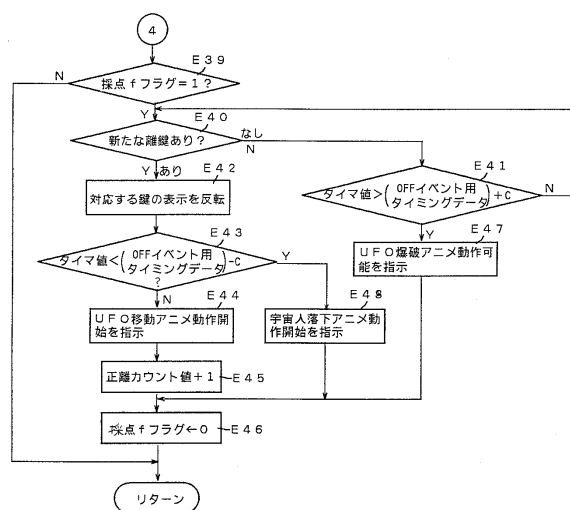 4
E39
N
採点fフラグ=1?
Y
E40
新たな離鍵あり?
なし
N
Y
あり
E42
対応する鍵の表示を反転
E41
タイマ値>(OFFイベント用タイミングデータ)+C
N
Y
E43
タイマ値<(OFFイベント用タイミングデータ)-C
?
Y
N
E47
UFO爆破アニメ動作可
能を指示
E44
UFO移動アニメ動作開
始を指示
E48
宇宙人落下アニメ動
作開始を指示
正離カウント値+1
E45
採点fフラグ←0
E46
リターン